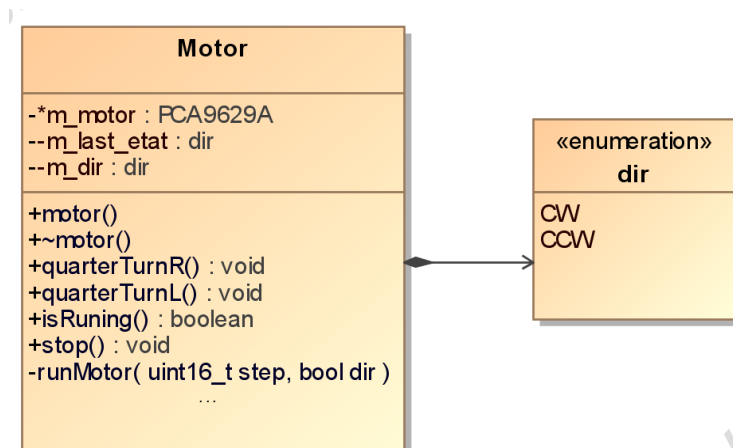 Motor
-*m_motor : PCA9629A
--m_last_etat : dir
--m_dir : dir
+motor()
+~motor()
+quarterTurnR() : void
+quarterTurnL() : void
+isRuning() : boolean
+stop() : void
-runMotor( uint16_t step, bool dir )
...
«enumeration»
dir
CW
CCW